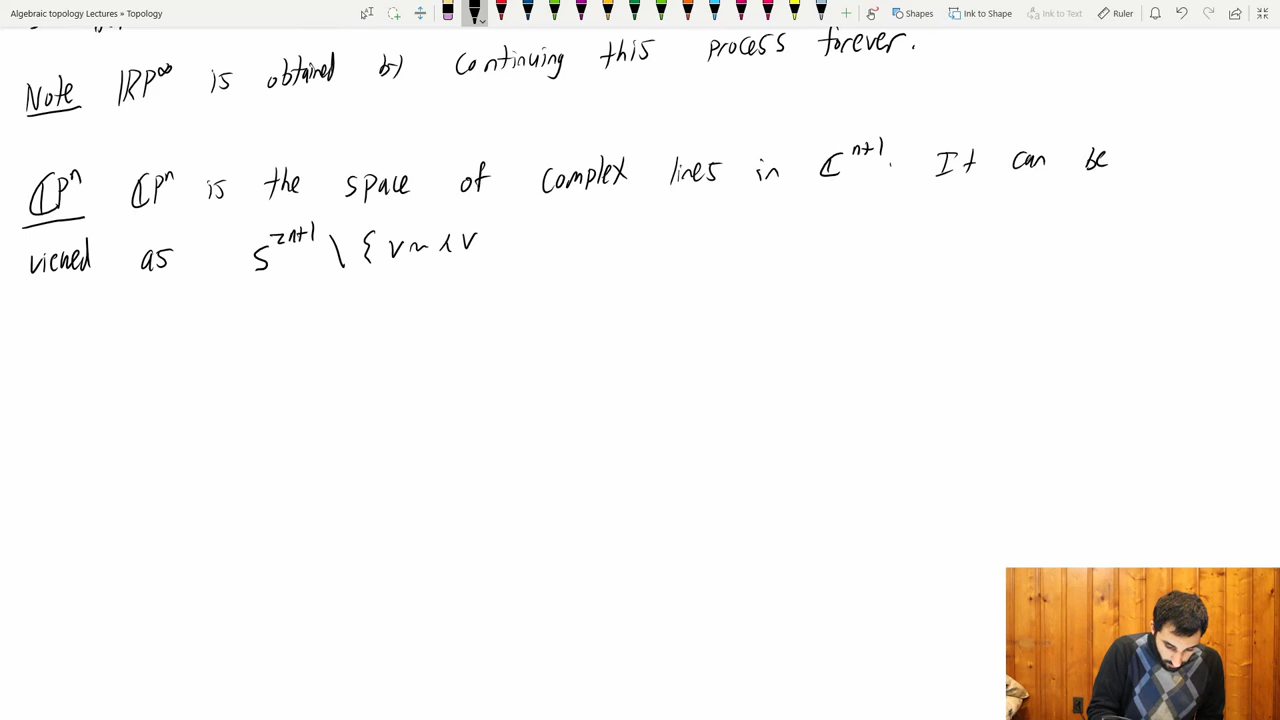 Algebraic topology Lectures » Topology
Shapes
Ink to Shape
Ink to Text
Ruler
Note ℝP^∞ is obtained by continuing this process forever.
ℂP^n ℂP^n is the space of complex lines in ℂ^{n+1}. It can be
viewed as S^{2n+1} \ { v ~ λ v